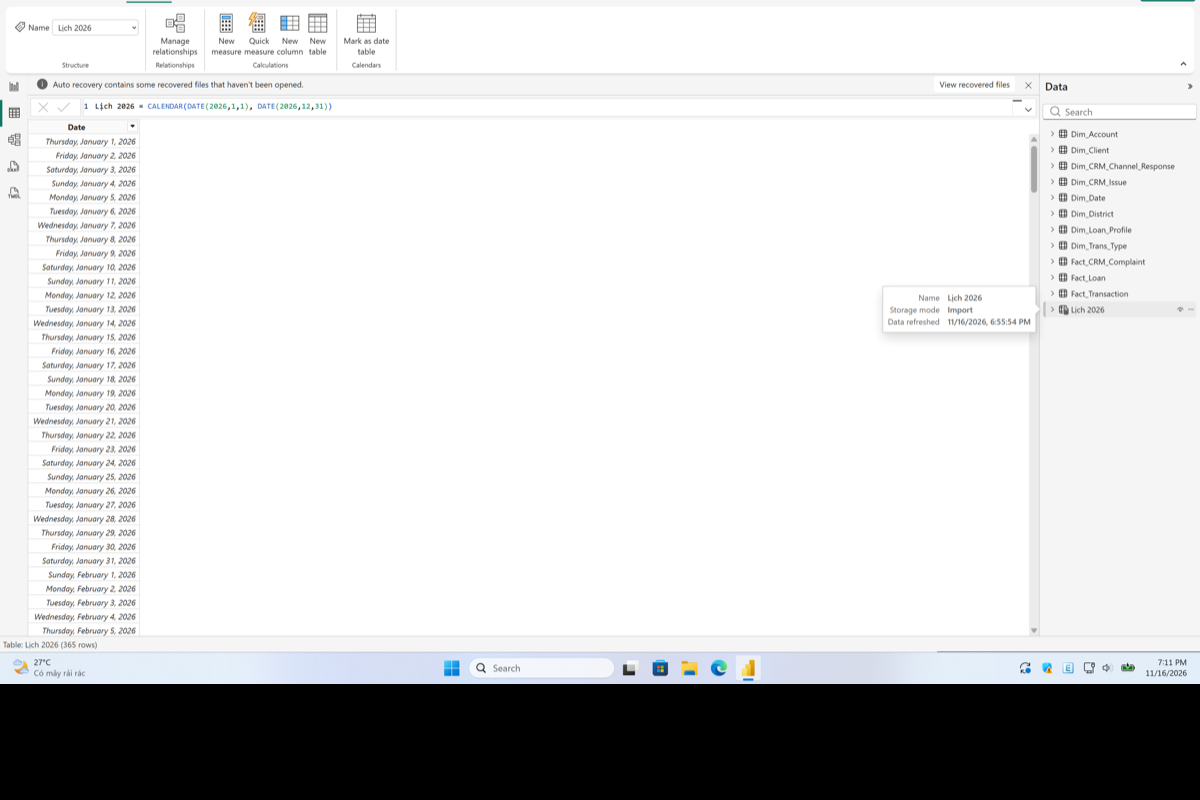 Name Lịch 2026
Structure
Manage relationships
Relationships
New measure
Quick measure
New column
New table
Calculations
Mark as date table
Calendars
Auto recovery contains some recovered files that haven't been opened.
View recovered files
1 Lịch 2026 = CALENDAR(DATE(2026,1,1), DATE(2026,12,31))
Date
Thursday, January 1, 2026
Friday, January 2, 2026
Saturday, January 3, 2026
Sunday, January 4, 2026
Monday, January 5, 2026
Tuesday, January 6, 2026
Wednesday, January 7, 2026
Thursday, January 8, 2026
Friday, January 9, 2026
Saturday, January 10, 2026
Sunday, January 11, 2026
Monday, January 12, 2026
Tuesday, January 13, 2026
Wednesday, January 14, 2026
Thursday, January 15, 2026
Friday, January 16, 2026
Saturday, January 17, 2026
Sunday, January 18, 2026
Monday, January 19, 2026
Tuesday, January 20, 2026
Wednesday, January 21, 2026
Thursday, January 22, 2026
Friday, January 23, 2026
Saturday, January 24, 2026
Sunday, January 25, 2026
Monday, January 26, 2026
Tuesday, January 27, 2026
Wednesday, January 28, 2026
Thursday, January 29, 2026
Friday, January 30, 2026
Saturday, January 31, 2026
Sunday, February 1, 2026
Monday, February 2, 2026
Tuesday, February 3, 2026
Wednesday, February 4, 2026
Thursday, February 5, 2026
Name Lịch 2026
Storage mode Import
Data refreshed 11/16/2026, 6:55:54 PM
Data
Search
Dim_Account
Dim_Client
Dim_CRM_Channel_Response
Dim_CRM_Issue
Dim_Date
Dim_District
Dim_Loan_Profile
Dim_Trans_Type
Fact_CRM_Complaint
Fact_Loan
Fact_Transaction
Lịch 2026
Table: Lịch 2026 (365 rows)
27°C
Có mây rải rác
Search
7:11 PM
11/16/2026